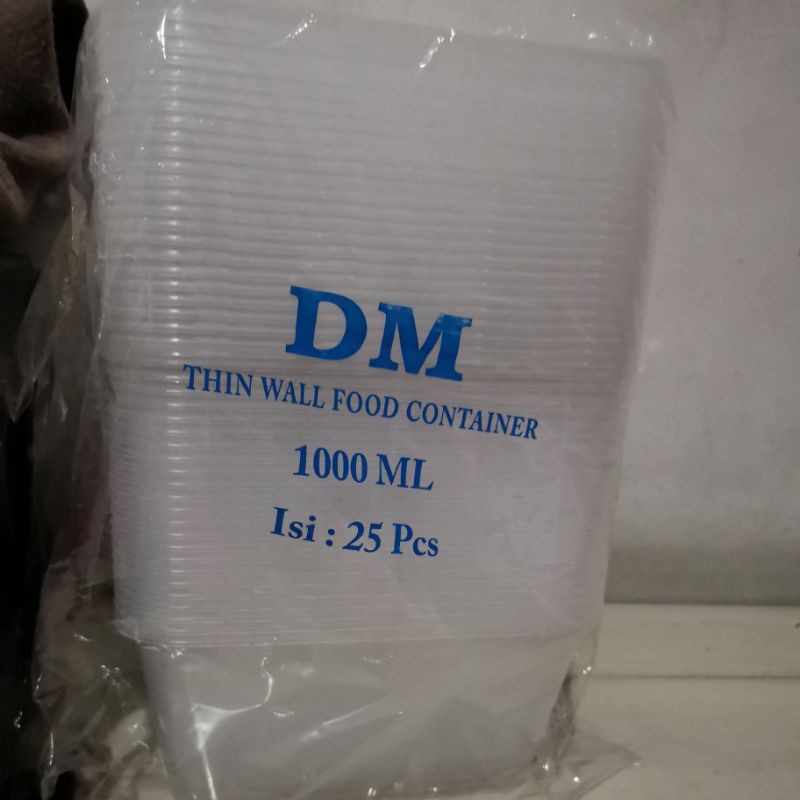 DM
THIN WALL FOOD CONTAINER
1000 ML
Isi : 25 Pcs